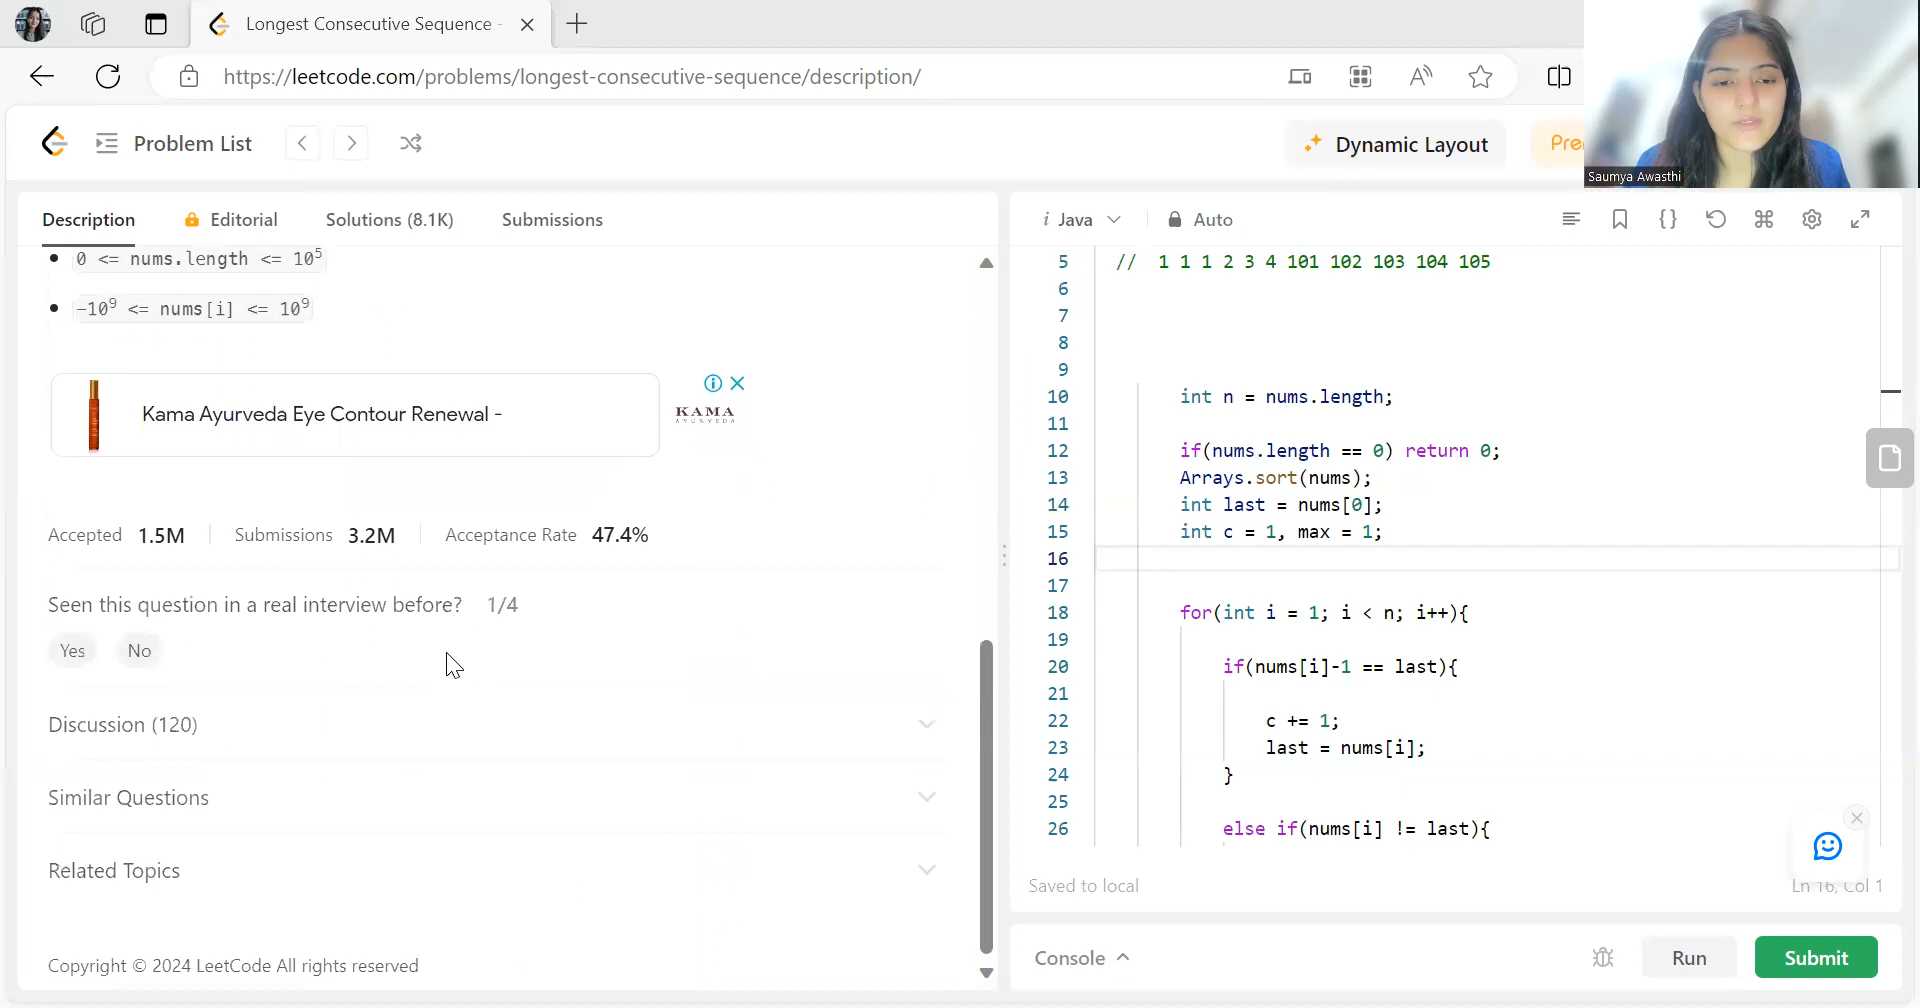 Longest Consecutive Sequence -
https://leetcode.com/problems/longest-consecutive-sequence/description/
Problem List
Dynamic Layout
Pre
Saumya Awasthi
Description
Editorial
Solutions (8.1K)
Submissions
0 <= nums.length <= 10⁵
-10⁹ <= nums[i] <= 10⁹
Kama Ayurveda Eye Contour Renewal -
KAMA
AYURVEDA
Accepted 1.5M
Submissions 3.2M
Acceptance Rate 47.4%
Seen this question in a real interview before? 1/4
Yes
No
Discussion (120)
Similar Questions
Related Topics
Copyright © 2024 LeetCode All rights reserved
i Java
Auto
5 // 1 1 1 2 3 4 101 102 103 104 105
6
7
8
9
10 int n = nums.length;
11
12 if(nums.length == 0) return 0;
13 Arrays.sort(nums);
14 int last = nums[0];
15 int c = 1, max = 1;
16
17
18 for(int i = 1; i < n; i++){
19
20 if(nums[i]-1 == last){
21
22 c += 1;
23 last = nums[i];
24 }
25
26 else if(nums[i] != last){
Saved to local
Ln 16, Col 1
Console
Run
Submit